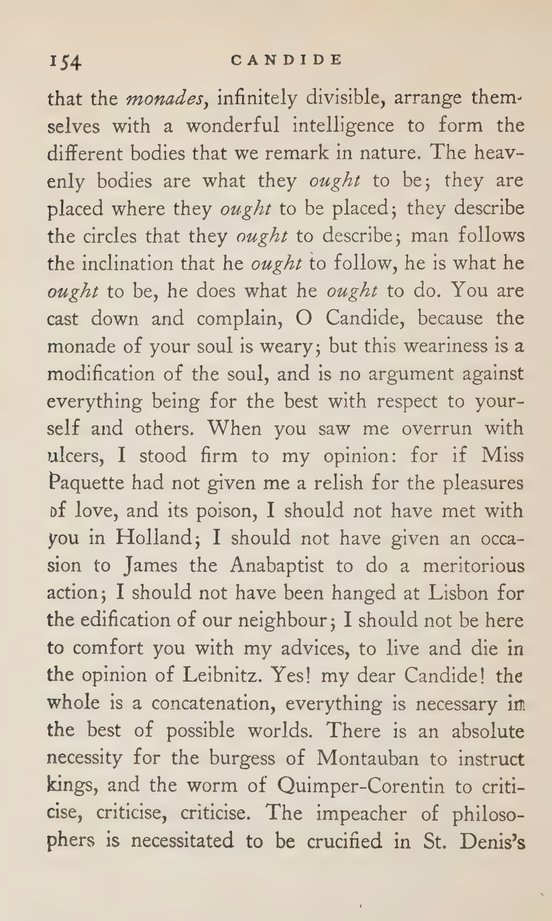 154 CANDIDE
that the monades, infinitely divisible, arrange them-
selves with a wonderful intelligence to form the
different bodies that we remark in nature. The heav-
enly bodies are what they ought to be; they are
placed where they ought to be placed; they describe
the circles that they ought to describe; man follows
the inclination that he ought to follow, he is what he
ought to be, he does what he ought to do. You are
cast down and complain, O Candide, because the
monade of your soul is weary; but this weariness is a
modification of the soul, and is no argument against
everything being for the best with respect to your-
self and others. When you saw me overrun with
ulcers, I stood firm to my opinion: for if Miss
Paquette had not given me a relish for the pleasures
of love, and its poison, I should not have met with
you in Holland; I should not have given an occa-
sion to James the Anabaptist to do a meritorious
action; I should not have been hanged at Lisbon for
the edification of our neighbour; I should not be here
to comfort you with my advices, to live and die in
the opinion of Leibnitz. Yes! my dear Candide! the
whole is a concatenation, everything is necessary in
the best of possible worlds. There is an absolute
necessity for the burgess of Montauban to instruct
kings, and the worm of Quimper-Corentin to criti-
cise, criticise, criticise. The impeacher of philoso-
phers is necessitated to be crucified in St. Denis's